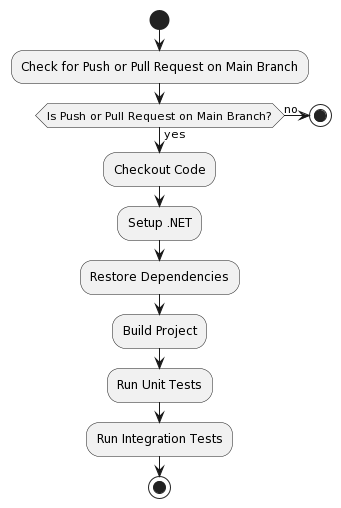 Check for Push or Pull Request on Main Branch
Is Push or Pull Request on Main Branch?
no
yes
Checkout Code
Setup .NET
Restore Dependencies
Build Project
Run Unit Tests
Run Integration Tests